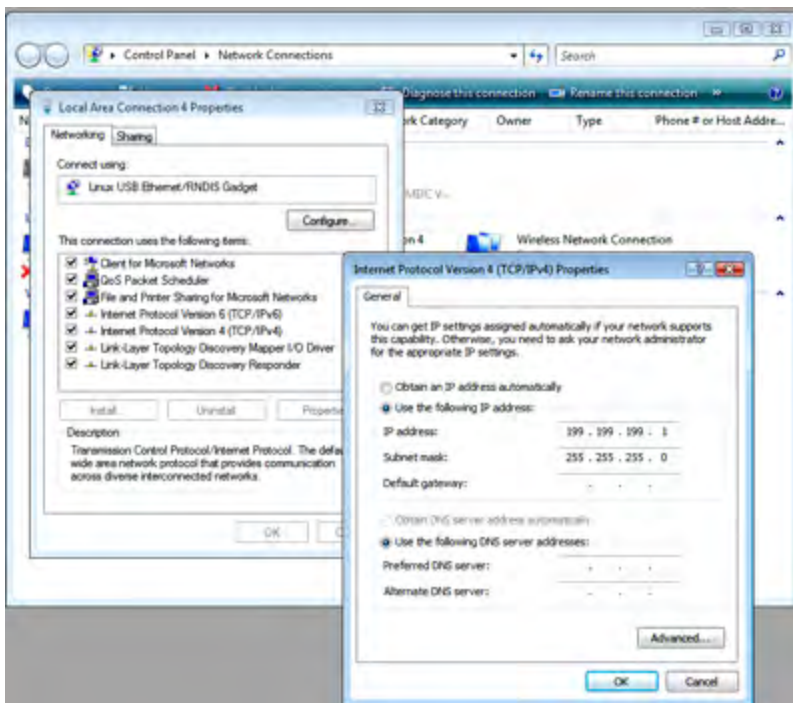 Control Panel
Network Connections
Search
Diagnose this connection
Rename this connection
Category
Owner
Type
Phone # or Host Addre...
Local Area Connection 4 Properties
Networking
Sharing
Connect using:
Linux USB Ethernet/RNDIS Gadget
Configure...
This connection uses the following items:
Client for Microsoft Networks
QoS Packet Scheduler
File and Printer Sharing for Microsoft Networks
Internet Protocol Version 6 (TCP/IPv6)
Internet Protocol Version 4 (TCP/IPv4)
Link-Layer Topology Discovery Mapper I/O Driver
Link-Layer Topology Discovery Responder
Install...
Uninstall
Description
Transmission Control Protocol/Internet Protocol. The
wide area network protocol that provides communication
across diverse interconnected networks.
OK
Wireless Network Connection
Internet Protocol Version 4 (TCP/IPv4) Properties
General
You can get IP settings assigned automatically if your network supports
this capability. Otherwise, you need to ask your network administrator
for the appropriate IP settings.
Obtain an IP address automatically
Use the following IP address:
IP address: 199 . 199 . 199 . 1
Subnet mask: 255 . 255 . 255 . 0
Default gateway: . . .
Obtain DNS server address automatically
Use the following DNS server addresses:
Preferred DNS server: . . .
Alternate DNS server: . . .
Advanced...
OK
Cancel